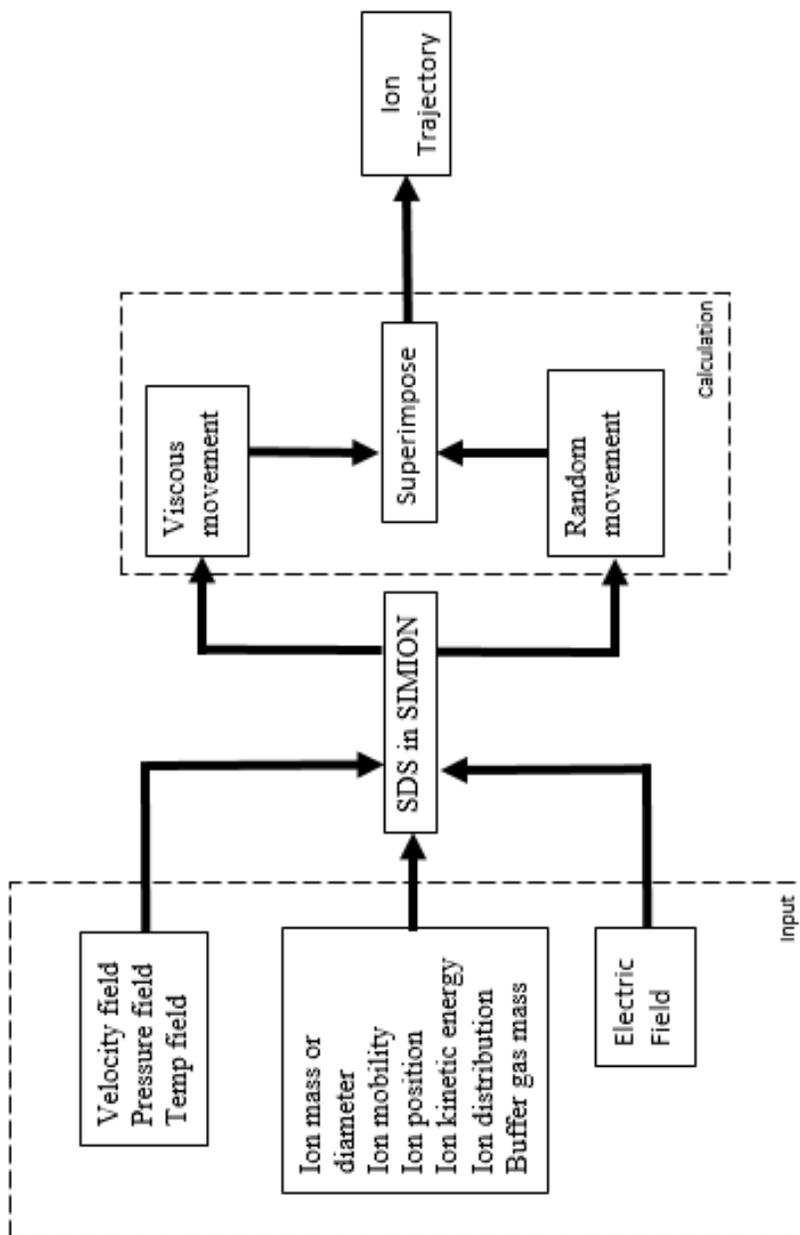 Velocity field
Pressure field
Temp field
Ion mass or
diameter
Ion mobility
Ion position
Ion kinetic energy
Ion distribution
Buffer gas mass
Electric
Field
Input
SDS in SIMION
Viscous
movement
Superimpose
Random
movement
Calculation
Ion
Trajectory